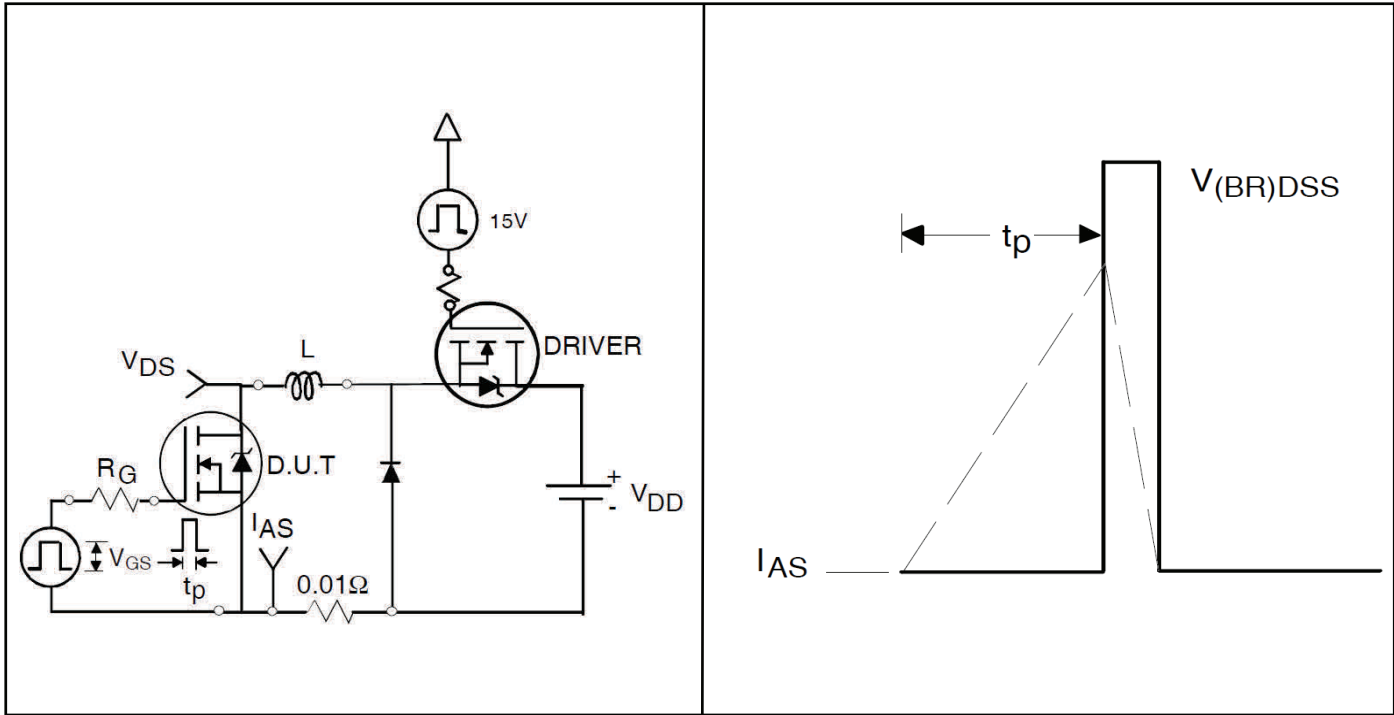 15V
DRIVER
L
VDS
D.U.T
RG
+
VDD
-
IAS
VGS
tp
0.01Ω
V(BR)DSS
tp
IAS